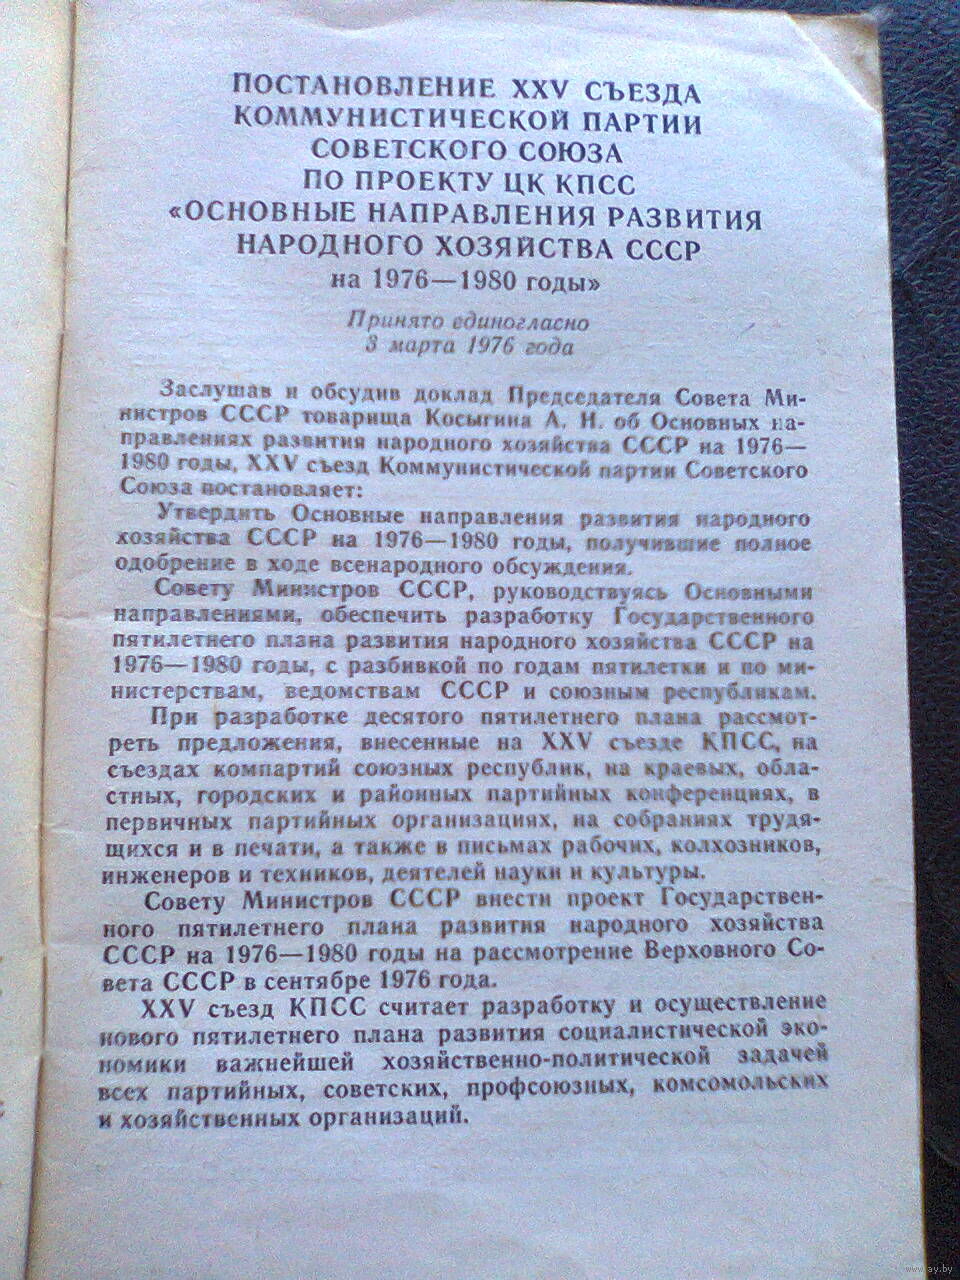 ПОСТАНОВЛЕНИЕ XXV СЪЕЗДА
КОММУНИСТИЧЕСКОЙ ПАРТИИ
СОВЕТСКОГО СОЮЗА
ПО ПРОЕКТУ ЦК КПСС
«ОСНОВНЫЕ НАПРАВЛЕНИЯ РАЗВИТИЯ
НАРОДНОГО ХОЗЯЙСТВА СССР
на 1976—1980 годы»
Принято единогласно
3 марта 1976 года
Заслушав и обсудив доклад Председателя Совета Ми-
нистров СССР товарища Косыгина А. Н. об Основных на-
правлениях развития народного хозяйства СССР на 1976—
1980 годы, XXV съезд Коммунистической партии Советского
Союза постановляет:
Утвердить Основные направления развития народного
хозяйства СССР на 1976—1980 годы, получившие полное
одобрение в ходе всенародного обсуждения.
Совету Министров СССР, руководствуясь Основными
направлениями, обеспечить разработку Государственного
пятилетнего плана развития народного хозяйства СССР на
1976—1980 годы, с разбивкой по годам пятилетки и по ми-
нистерствам, ведомствам СССР и союзным республикам.
При разработке десятого пятилетнего плана рассмот-
реть предложения, внесенные на XXV съезде КПСС, на
съездах компартий союзных республик, на краевых, обла-
стных, городских и районных партийных конференциях, в
первичных партийных организациях, на собраниях трудя-
щихся и в печати, а также в письмах рабочих, колхозников,
инженеров и техников, деятелей науки и культуры.
Совету Министров СССР внести проект Государствен-
ного пятилетнего плана развития народного хозяйства
СССР на 1976—1980 годы на рассмотрение Верховного Со-
вета СССР в сентябре 1976 года.
XXV съезд КПСС считает разработку и осуществление
нового пятилетнего плана развития социалистической эко-
номики важнейшей хозяйственно-политической задачей
всех партийных, советских, профсоюзных, комсомольских
и хозяйственных организаций.
www.ay.by